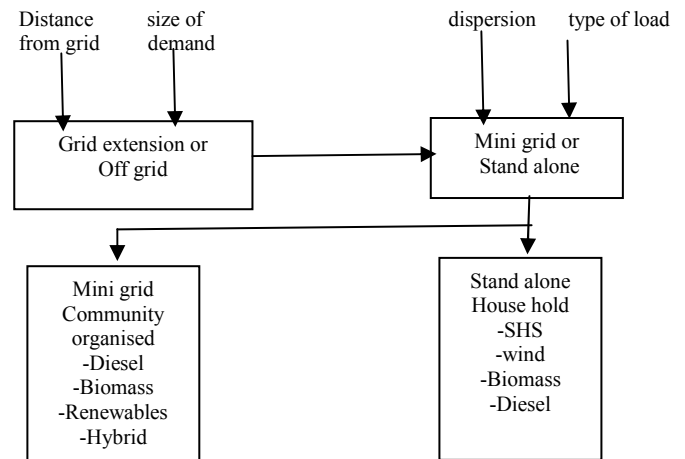 Distance
from grid
size of
demand
dispersion
type of load
Grid extension or
Off grid
Mini grid or
Stand alone
Mini grid
Community
organised
-Diesel
-Biomass
-Renewables
-Hybrid
Stand alone
House hold
-SHS
-wind
-Biomass
-Diesel